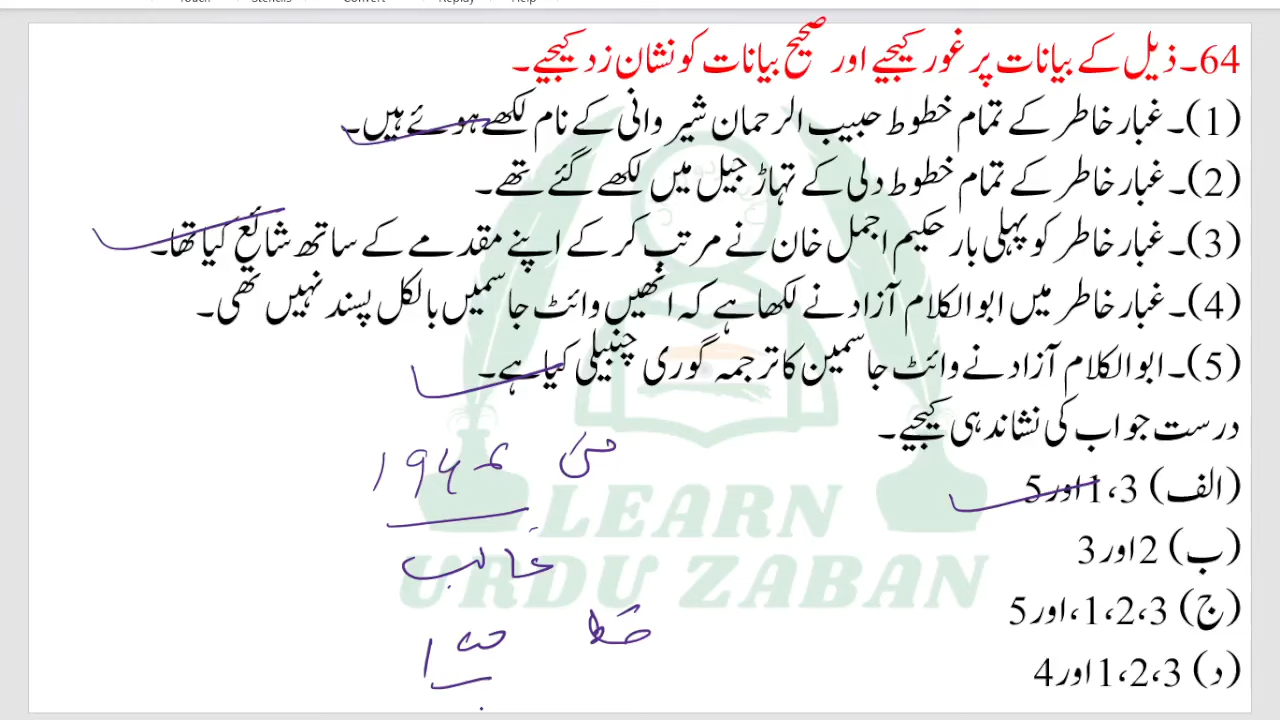 64۔ذیل کے بیانات پر غور کیجیے اور صحیح بیانات کو نشان زد کیجیے۔
(1)۔غبار خاطر کے تمام خطوط حبیب الرحمان شیروانی کے نام لکھے ہوئے ہیں۔
(2)۔غبار خاطر کے تمام خطوط دلی کے تہاڑ جیل میں لکھے گئے تھے۔
(3)۔غبار خاطر کو پہلی بار حکیم اجمل خان نے مرتب کر کے اپنے مقدمے کے ساتھ شائع کیا تھا۔
(4)۔غبار خاطر میں ابوالکلام آزاد نے لکھا ہے کہ انھیں وائٹ جاسمیں بالکل پسند نہیں تھی۔
(5)۔ابوالکلام آزاد نے وائٹ جاسمین کا ترجمہ گوری چنبیلی کیا ہے۔
درست جواب کی نشاندہی کیجیے۔
(الف) 1،3 اور 5
(ب) 2 اور 3
(ج) 1،2،3، اور 5
(د) 1،2،3 اور 4
غالب
خط
LEARN
URDU ZABAN